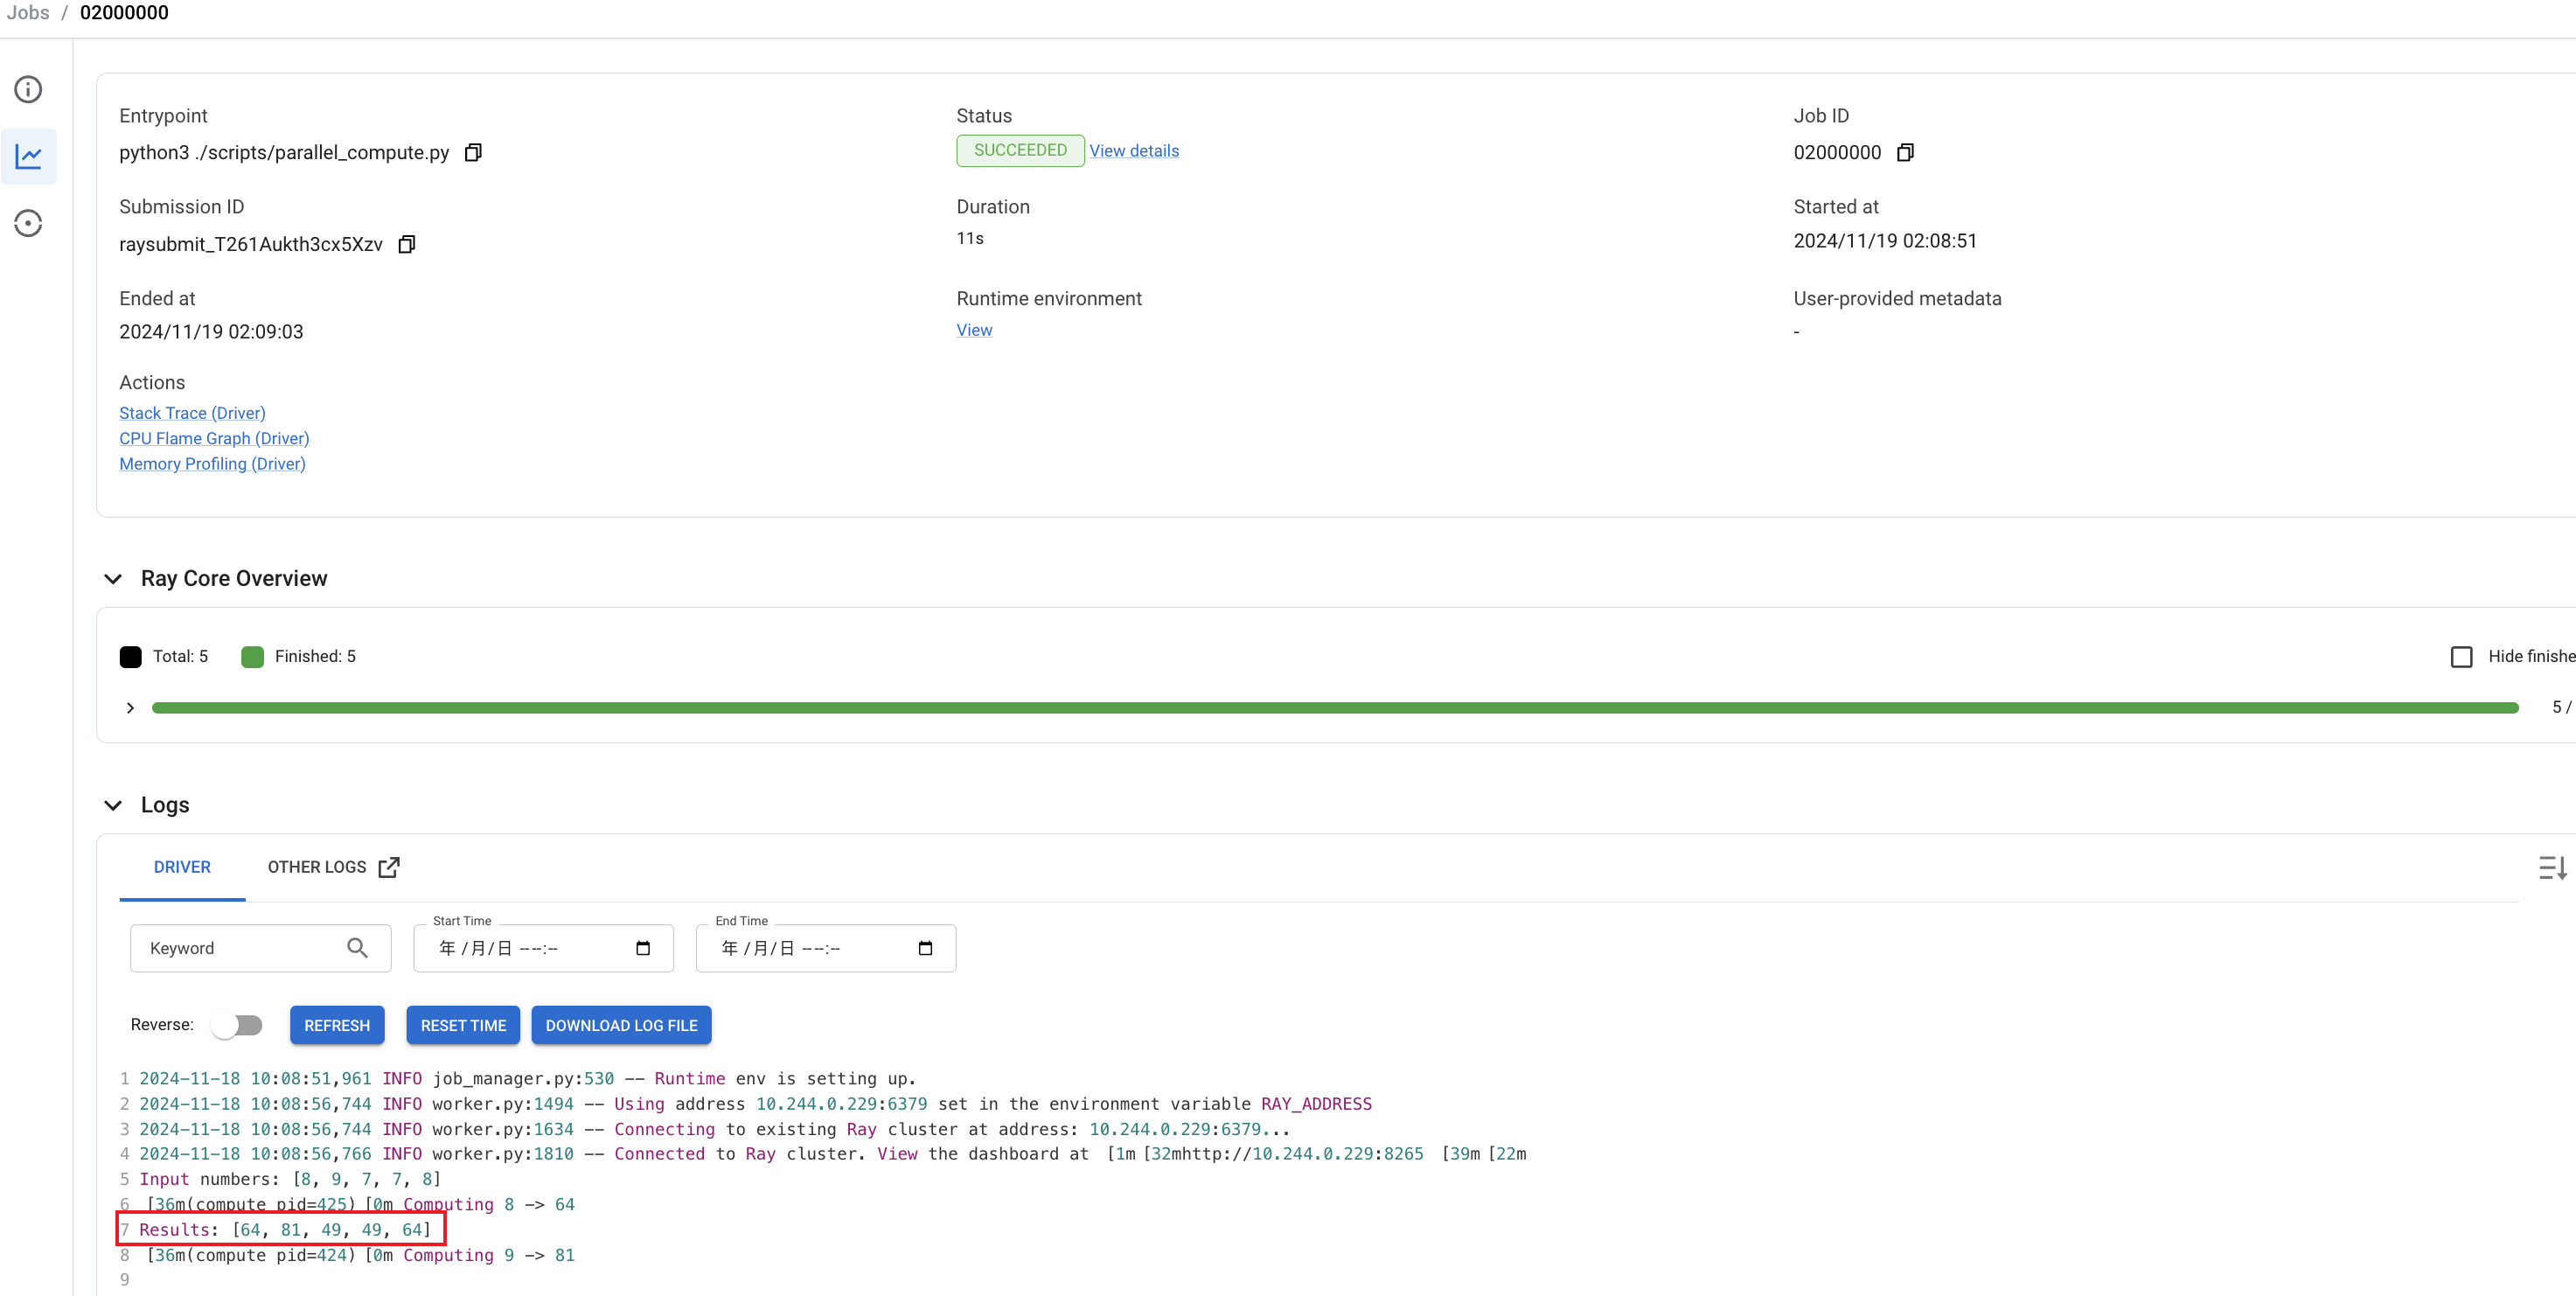 Jobs / 02000000
Entrypoint
python3 ./scripts/parallel_compute.py
Status
SUCCEEDED View details
Job ID
02000000
Submission ID
raysubmit_T261Aukth3cx5Xzv
Duration
11s
Started at
2024/11/19 02:08:51
Ended at
2024/11/19 02:09:03
Runtime environment
View
User-provided metadata
-
Actions
Stack Trace (Driver)
CPU Flame Graph (Driver)
Memory Profiling (Driver)
Ray Core Overview
Total: 5 Finished: 5 Hide finishe
5 /
Logs
DRIVER OTHER LOGS
Keyword
Start Time
年 /月/日 ----:--
End Time
年 /月/日 ----:--
Reverse: REFRESH RESET TIME DOWNLOAD LOG FILE
1 2024-11-18 10:08:51,961 INFO job_manager.py:530 -- Runtime env is setting up.
2 2024-11-18 10:08:56,744 INFO worker.py:1494 -- Using address 10.244.0.229:6379 set in the environment variable RAY_ADDRESS
3 2024-11-18 10:08:56,744 INFO worker.py:1634 -- Connecting to existing Ray cluster at address: 10.244.0.229:6379...
4 2024-11-18 10:08:56,766 INFO worker.py:1810 -- Connected to Ray cluster. View the dashboard at [1m [32mhttp://10.244.0.229:8265 [39m [22m
5 Input numbers: [8, 9, 7, 7, 8]
6 [36m(compute pid=425) [0m Computing 8 -> 64
7 Results: [64, 81, 49, 49, 64]
8 [36m(compute pid=424) [0m Computing 9 -> 81
9